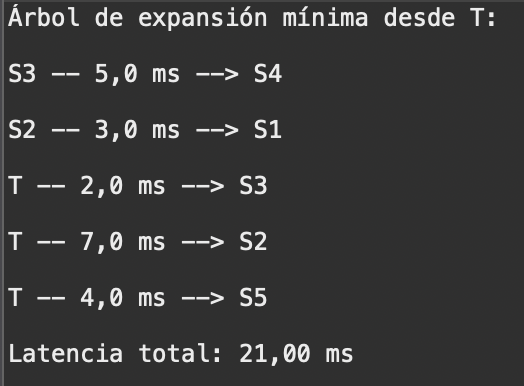 Árbol de expansión mínima desde T:
S3 -- 5,0 ms --> S4
S2 -- 3,0 ms --> S1
T -- 2,0 ms --> S3
T -- 7,0 ms --> S2
T -- 4,0 ms --> S5
Latencia total: 21,00 ms